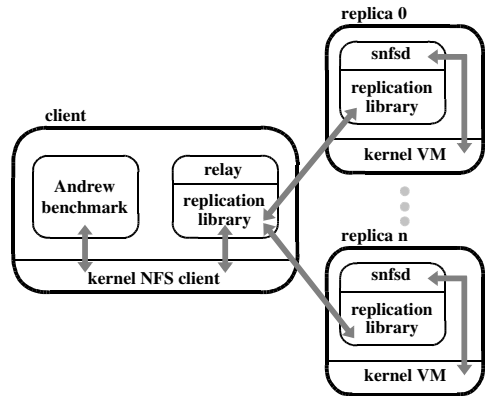 replica 0
snfsd
replication
library
kernel VM
client
Andrew
benchmark
relay
replication
library
kernel NFS client
replica n
snfsd
replication
library
kernel VM